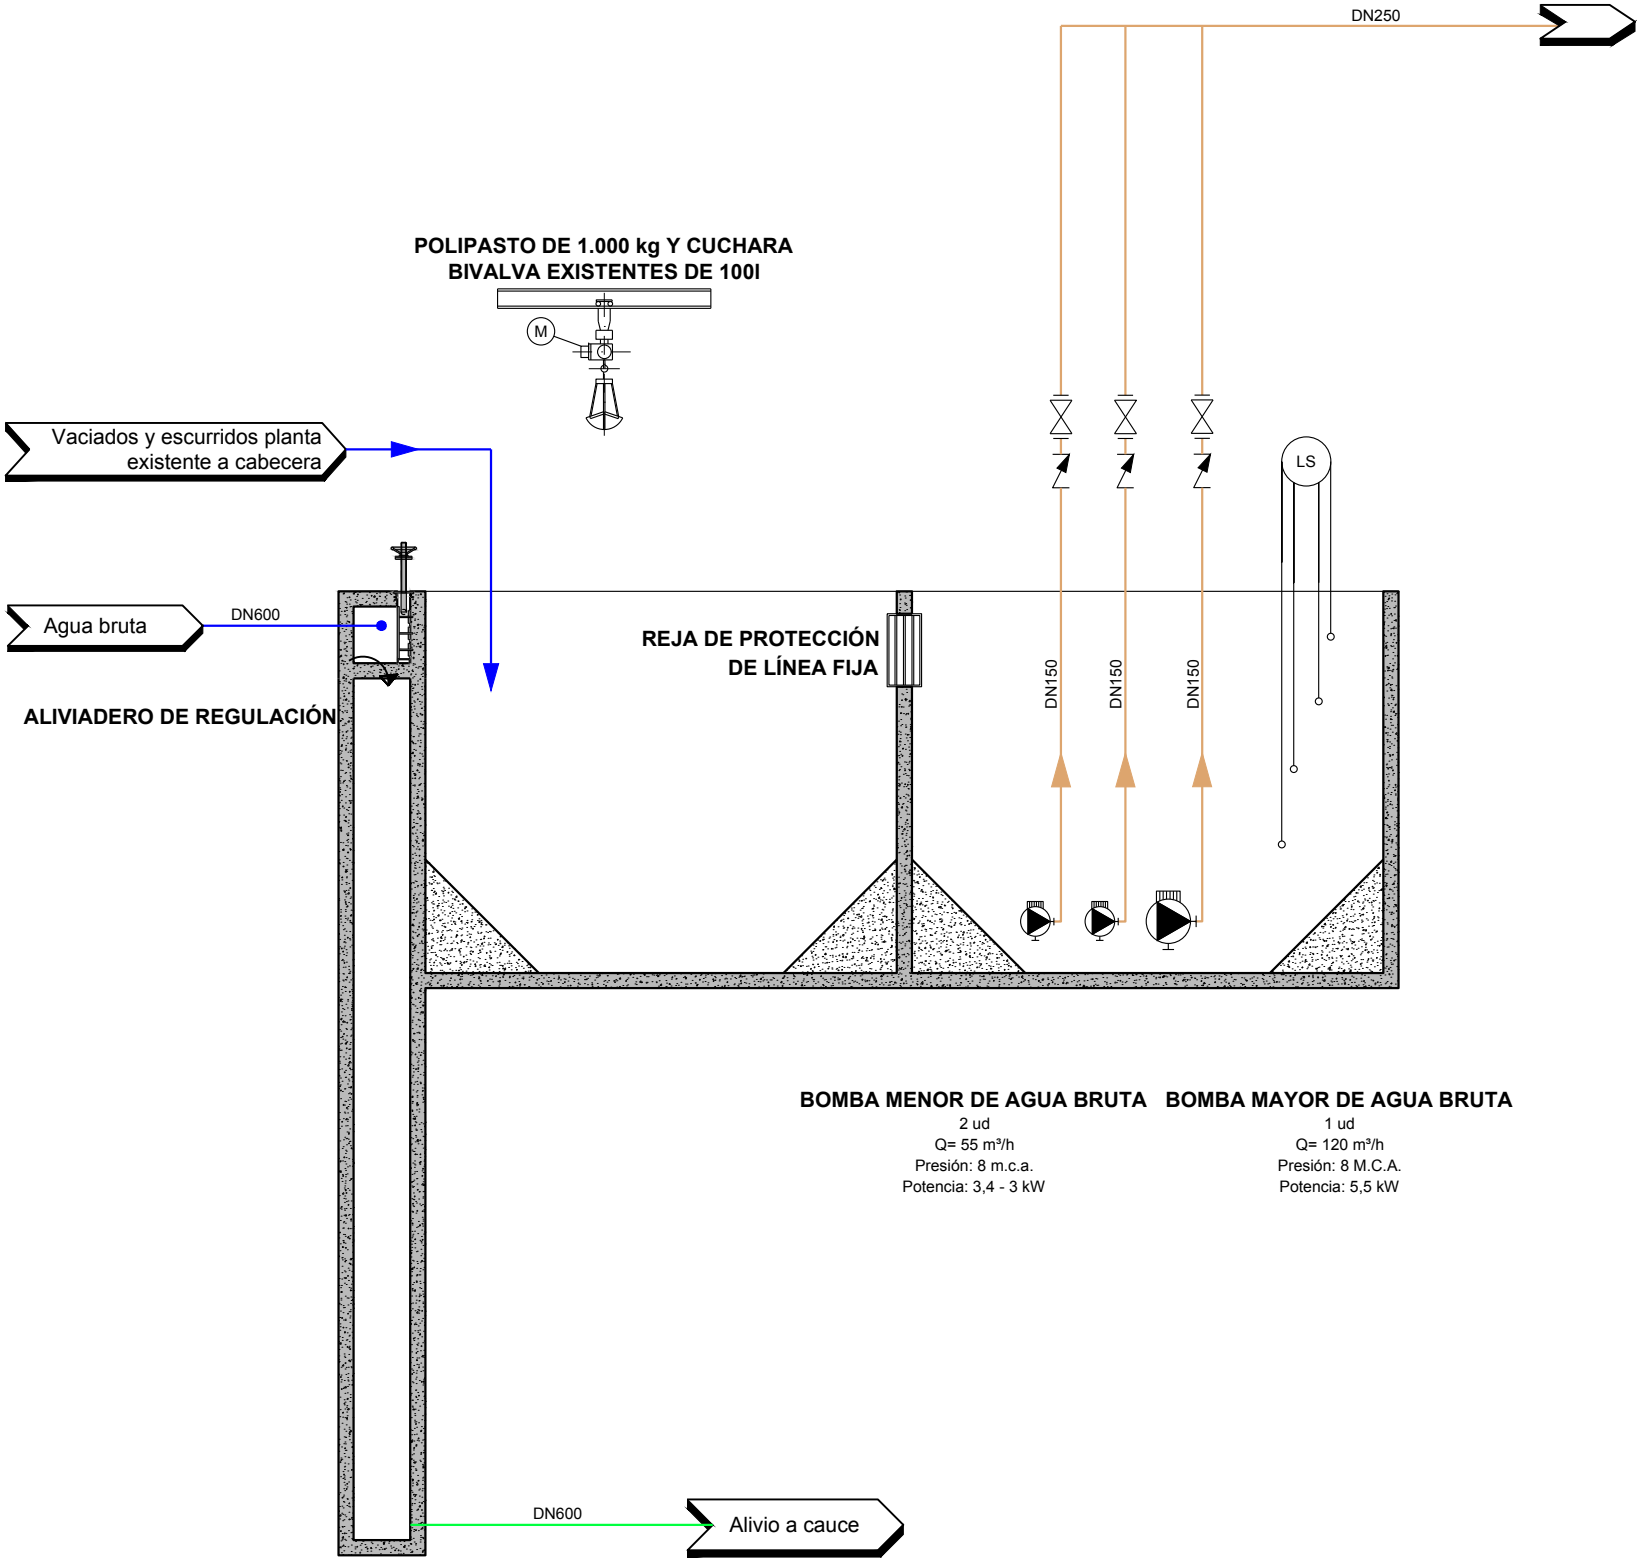 DN250
POLIPASTO DE 1.000 kg Y CUCHARA
BIVALVA EXISTENTES DE 100l
M
Vaciados y escurridos planta
existente a cabecera
LS
Agua bruta
DN600
REJA DE PROTECCIÓN
DE LÍNEA FIJA
DN150
DN150
DN150
ALIVIADERO DE REGULACIÓN
BOMBA MENOR DE AGUA BRUTA
2 ud
Q= 55 m³/h
Presión: 8 m.c.a.
Potencia: 3,4 - 3 kW
BOMBA MAYOR DE AGUA BRUTA
1 ud
Q= 120 m³/h
Presión: 8 M.C.A.
Potencia: 5,5 kW
DN600
Alivio a cauce